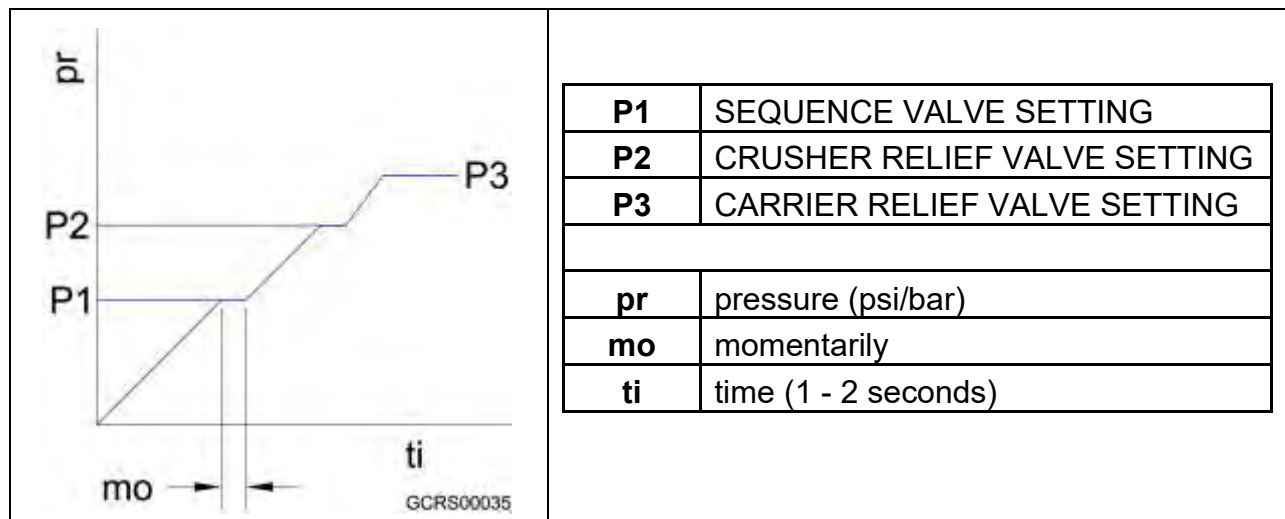 pr
P3
P2
P1
ti
mo
GCRS00035
P1 SEQUENCE VALVE SETTING
P2 CRUSHER RELIEF VALVE SETTING
P3 CARRIER RELIEF VALVE SETTING
pr pressure (psi/bar)
mo momentarily
ti time (1 - 2 seconds)